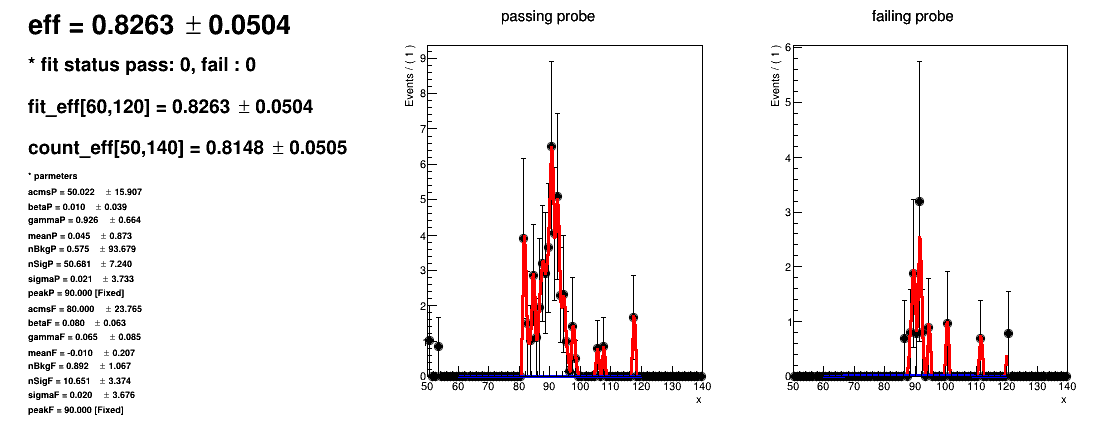 eff = 0.8263 ± 0.0504
* fit status pass: 0, fail : 0
fit_eff[60,120] = 0.8263 ± 0.0504
count_eff[50,140] = 0.8148 ± 0.0505
* parmeters
acmsP = 50.022 ± 15.907
betaP = 0.010 ± 0.039
gammaP = 0.926 ± 0.664
meanP = 0.045 ± 0.873
nBkgP = 0.575 ± 93.679
nSigP = 50.681 ± 7.240
sigmaP = 0.021 ± 3.733
peakP = 90.000 [Fixed]
acmsF = 80.000 ± 23.765
betaF = 0.080 ± 0.063
gammaF = 0.065 ± 0.085
meanF = -0.010 ± 0.207
nBkgF = 0.892 ± 1.067
nSigF = 10.651 ± 3.374
sigmaF = 0.020 ± 3.676
peakF = 90.000 [Fixed]
passing probe
Events / ( 1 )
9
8
7
6
5
4
3
2
1
0
50 60 70 80 90 100 110 120 130 140
x
failing probe
Events / ( 1 )
6
5
4
3
2
1
0
50 60 70 80 90 100 110 120 130 140
x